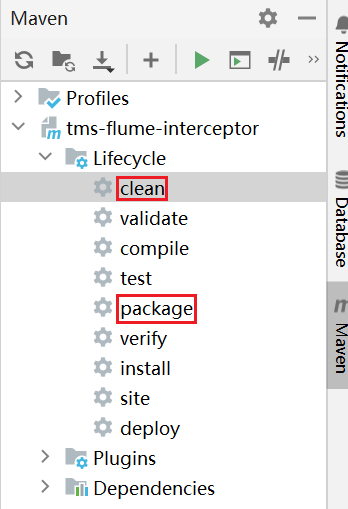 Maven
Profiles
tms-flume-interceptor
Lifecycle
clean
validate
compile
test
package
verify
install
site
deploy
Plugins
Dependencies
Notifications
Database
m Maven